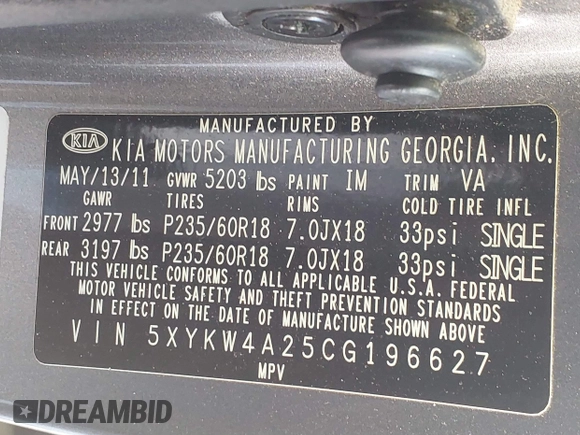 MANUFACTURED BY
KIA KIA MOTORS MANUFACTURING GEORGIA, INC.
MAY/13/11 GVWR 5203 lbs PAINT IM TRIM VA
GAWR TIRES RIMS COLD TIRE INFL
FRONT 2977 lbs P235/60R18 7.0JX18 33psi SINGLE
REAR 3197 lbs P235/60R18 7.0JX18 33psi SINGLE
THIS VEHICLE CONFORMS TO ALL APPLICABLE U.S.A. FEDERAL
MOTOR VEHICLE SAFETY AND THEFT PREVENTION STANDARDS
IN EFFECT ON THE DATE OF MANUFACTURE SHOWN ABOVE.
VIN 5XYKW4A25CG196627
MPV
DREAMBID